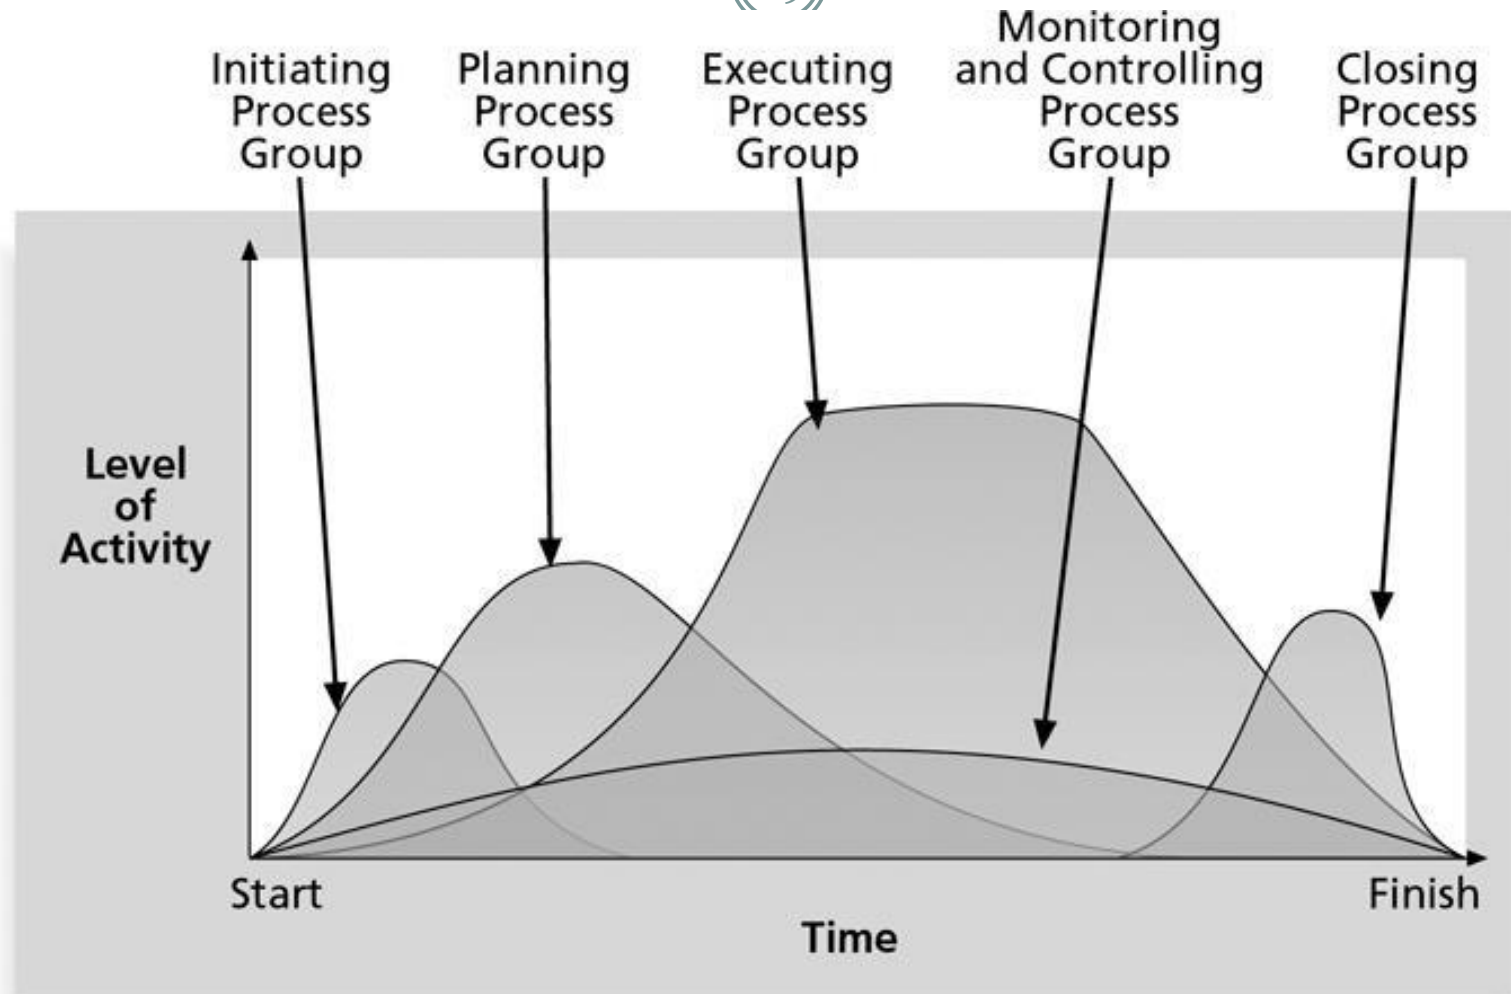 Initiating
Process
Group
Planning
Process
Group
Executing
Process
Group
Monitoring
and Controlling
Process
Group
Closing
Process
Group
Level
of
Activity
Start
Finish
Time